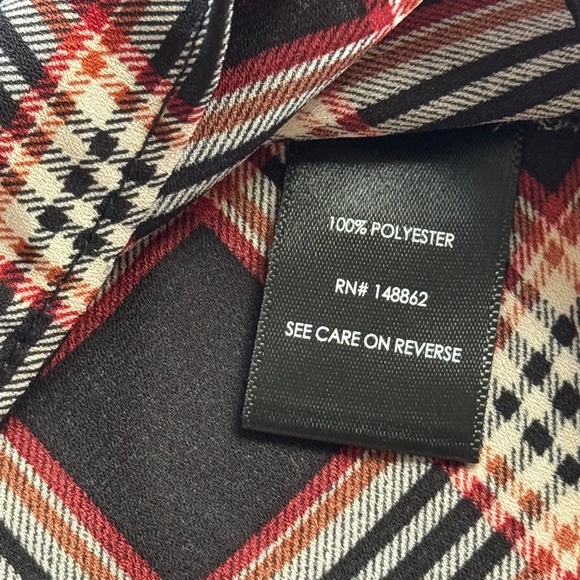 100% POLYESTER
RN# 148862
SEE CARE ON REVERSE